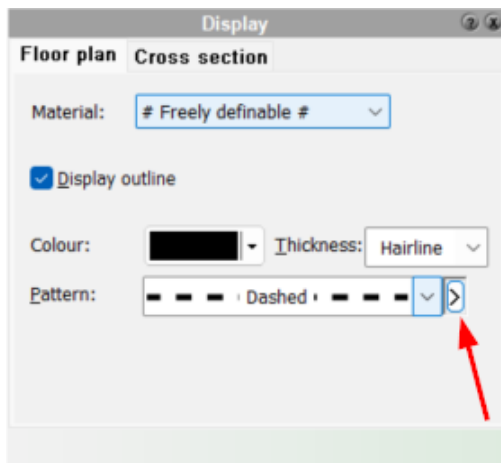 Display
Floor plan Cross section
Material: # Freely definable #
Display outline
Colour: Thickness: Hairline
Pattern: Dashed